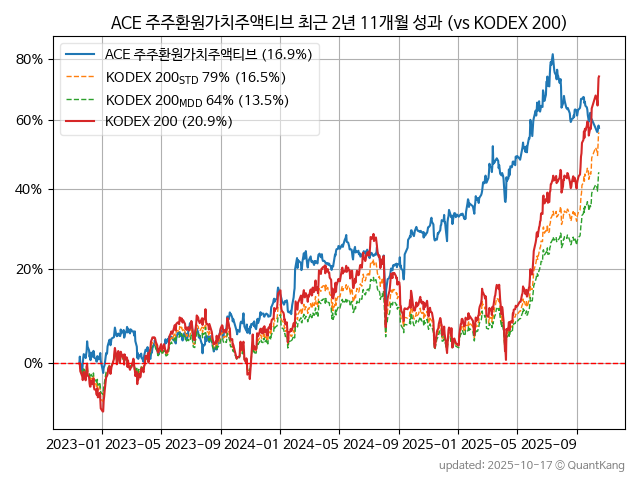 ACE 주주환원가치주액티브 최근 2년 11개월 성과 (vs KODEX 200)
ACE 주주환원가치주액티브 (16.9%)
KODEX 200STD 79% (16.5%)
KODEX 200MDD 64% (13.5%)
KODEX 200 (20.9%)
80%
60%
40%
20%
0%
2023-01 2023-05 2023-09 2024-01 2024-05 2024-09 2025-01 2025-05 2025-09
updated: 2025-10-17 © QuantKang